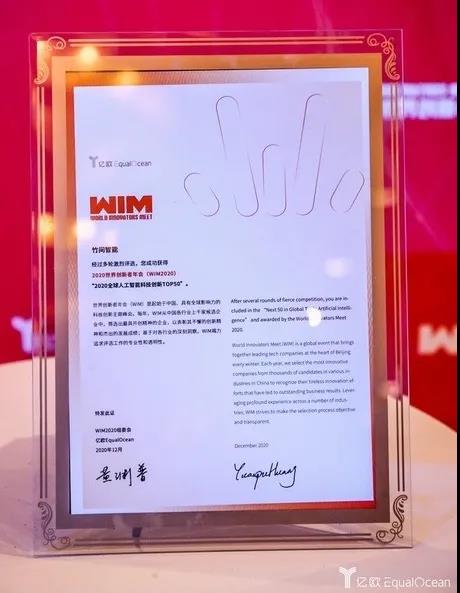 亿欧 EqualOcean
WIM
WORLD INNOVATORS MEET
竹间智能
经过多轮激烈评选，您成功获得
2020世界创新者年会（WIM2020）
“2020全球人工智能科技创新TOP50”。
世界创新者年会（WIM）是起始于中国、具有全球影响力的
科技创新主题峰会。每年，WIM从中国各行业上千家候选企
业中，筛选出最具开创精神的企业，以表彰其不懈的创新精
神和杰出的发展成绩；基于对各行业的深刻洞察，WIM竭力
追求评选工作的专业性和透明性。
特发此证
WIM2020组委会
亿欧EqualOcean
2020年12月
After several rounds of fierce competition, you are in-
cluded in the “Next 50 in Global Tech: Artificial Intelli-
gence” and awarded by the World Innovators Meet
2020.
World Innovators Meet (WIM) is a global event that brings
together leading tech companies at the heart of Beijing
every winter. Each year, we select the most innovative
companies from thousands of candidates in various in-
dustries in China to recognize their tireless innovation ef-
forts that have led to outstanding business results. Lever-
aging profound experience across a number of indus-
tries, WIM strives to make the selection process objective
and transparent.
December 2020
亿欧 EqualOcean